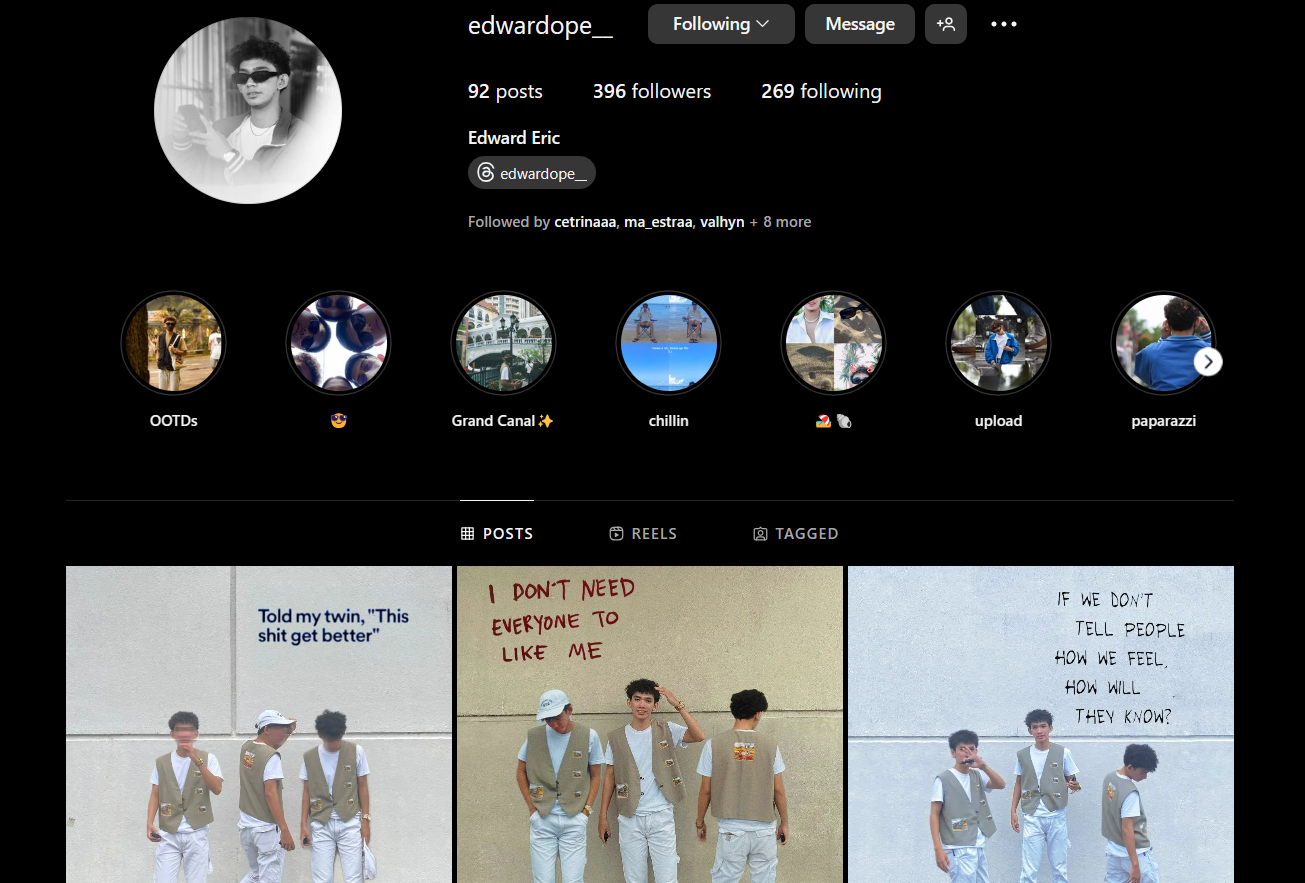 edwardope__
Following
Message
92 posts 396 followers 269 following
Edward Eric
edwardope__
Followed by cetrinaaa, ma_estraa, valhyn + 8 more
OOTDs
Grand Canal✨
chillin
upload
paparazzi
POSTS
REELS
TAGGED
Told my twin, "This
shit get better"
I DON'T NEED
EVERYONE TO
LIKE ME
IF WE DON'T
TELL PEOPLE
HOW WE FEEL,
HOW WILL
THEY KNOW?